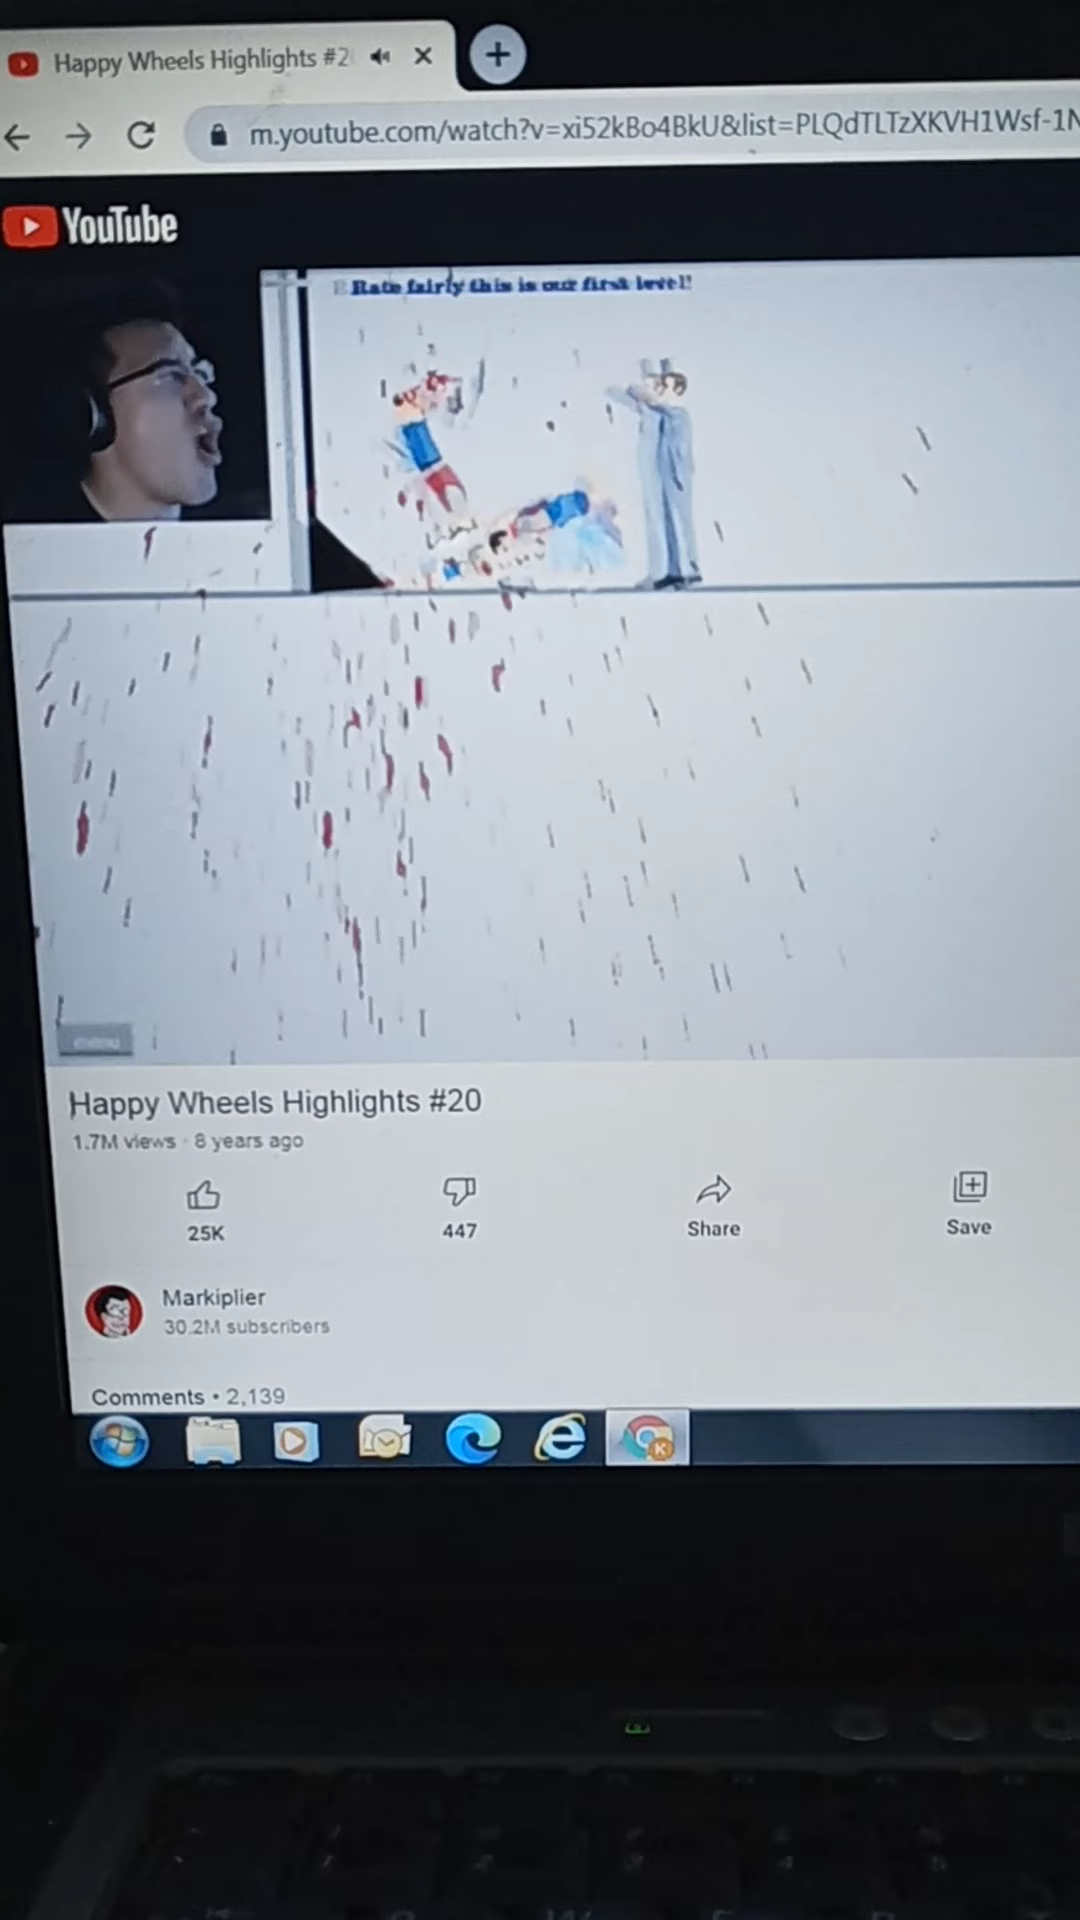 Happy Wheels Highlights #2
m.youtube.com/watch?v=xi52kBo4BkU&list=PLQdTLTzXKVH1Wsf-1N
YouTube
Rate fairly this is our first level!
menu
Happy Wheels Highlights #20
1.7M views · 8 years ago
25K
447
Share
Save
Markiplier
30.2M subscribers
Comments • 2,139
K